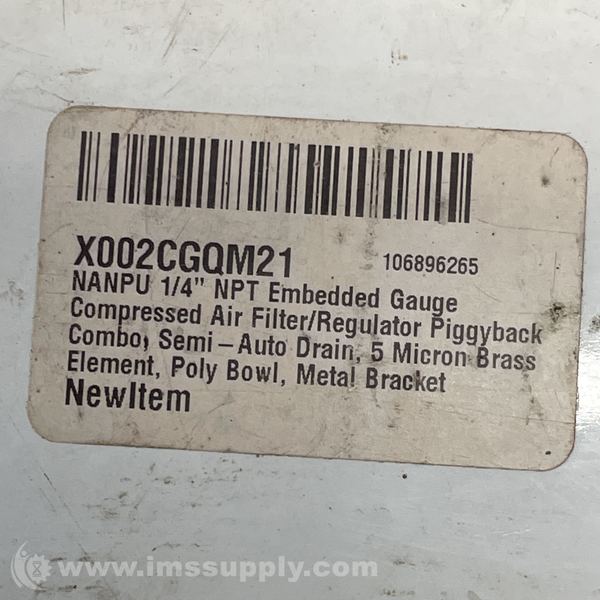 X002CGQM21 106896265
NANPU 1/4" NPT Embedded Gauge
Compressed Air Filter/Regulator Piggyback
Combo, Semi-Auto Drain, 5 Micron Brass
Element, Poly Bowl, Metal Bracket
NewItem
www.imssupply.com